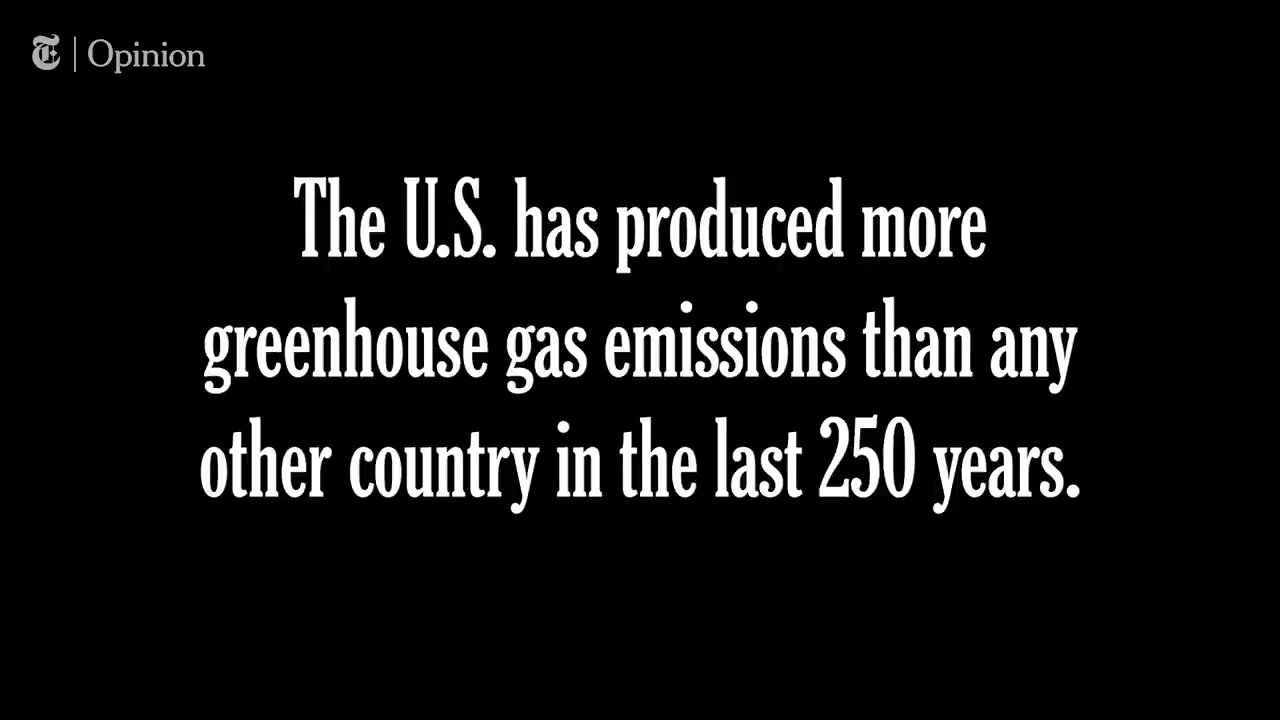 T | Opinion
The U.S. has produced more
greenhouse gas emissions than any
other country in the last 250 years.